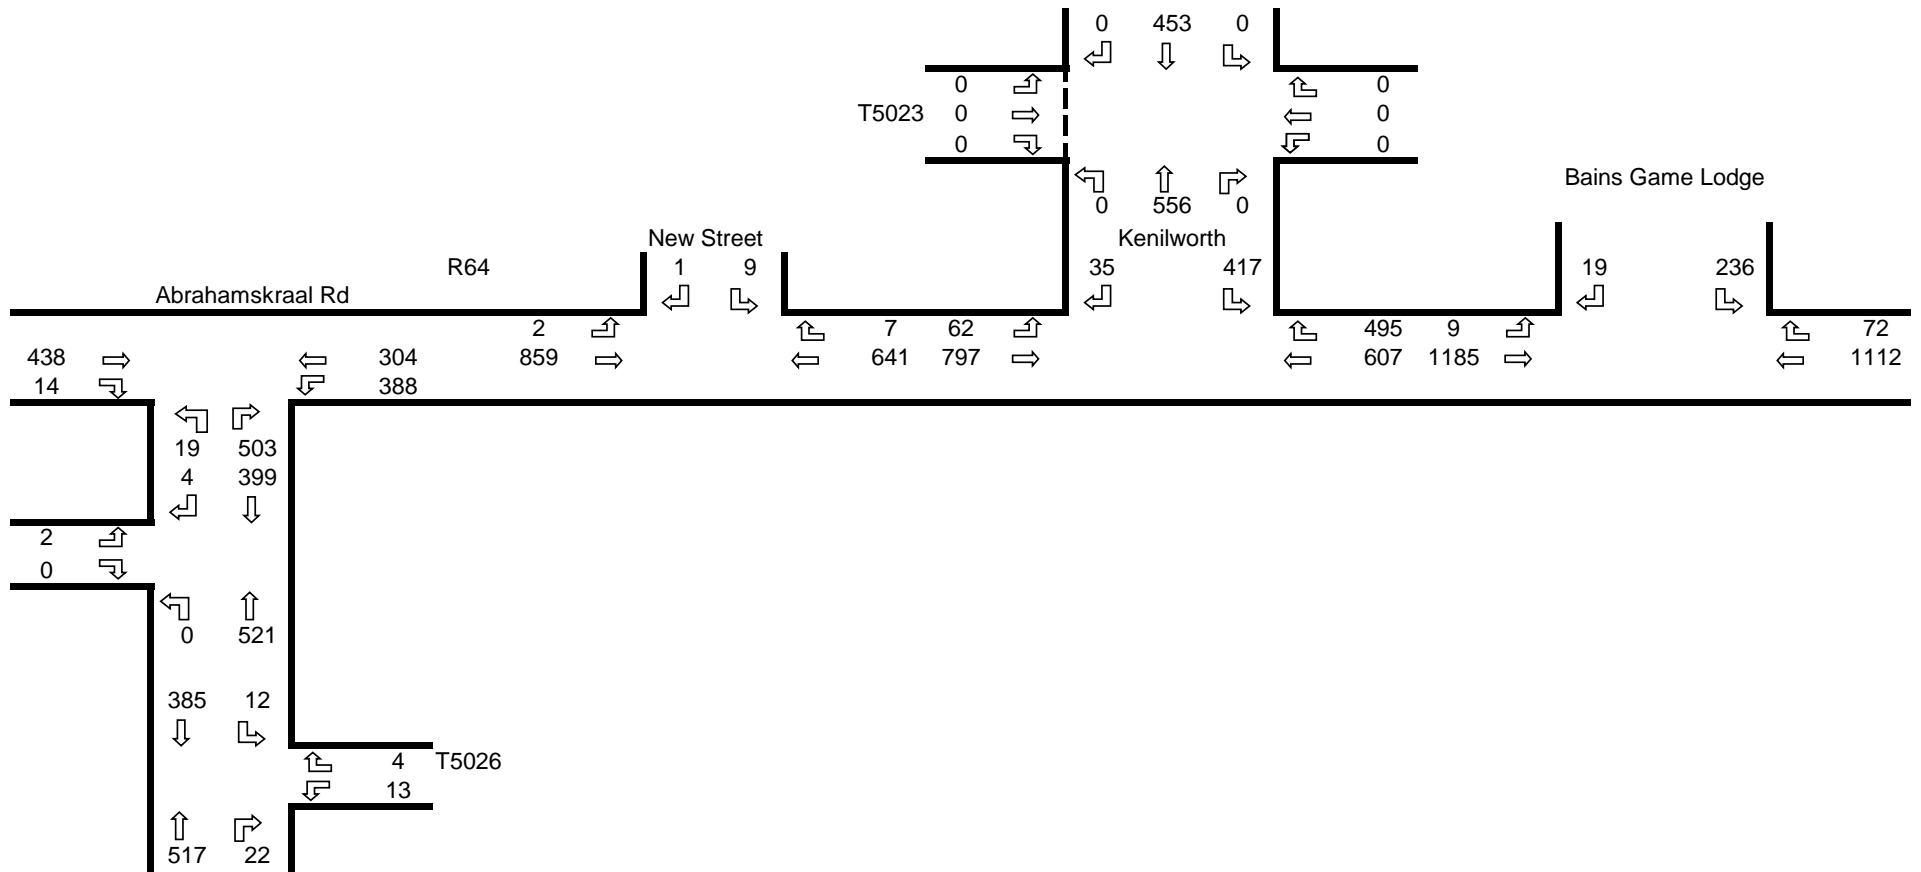 0 453 0
0 0
T5023 0 0
0 0
Bains Game Lodge
0 556 0
New Street Kenilworth
R64 1 9 35 417 19 236
Abrahamskraal Rd
2 7 62 495 9 72
438 304 859 641 797 607 1185 1112
14 388
19 503
4 399
2
0
0 521
385 12
4 T5026
13
517 22